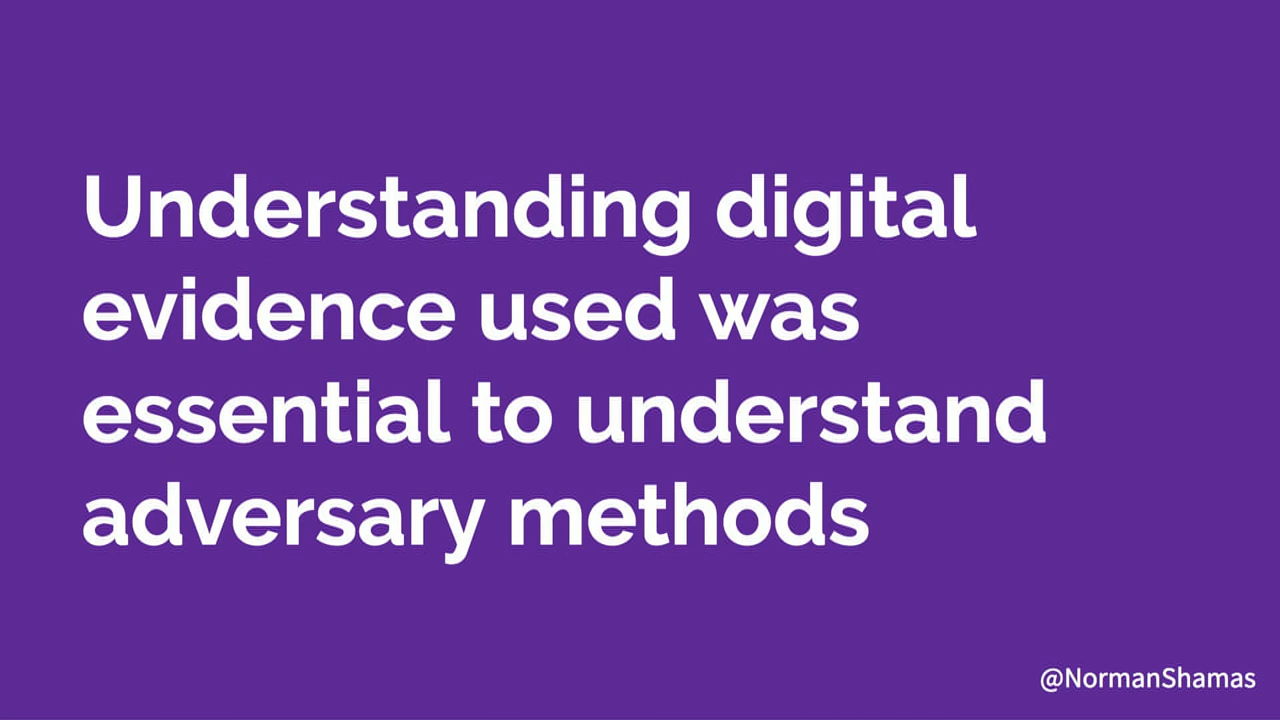 Understanding digital
evidence used was
essential to understand
adversary methods
@NormanShamas